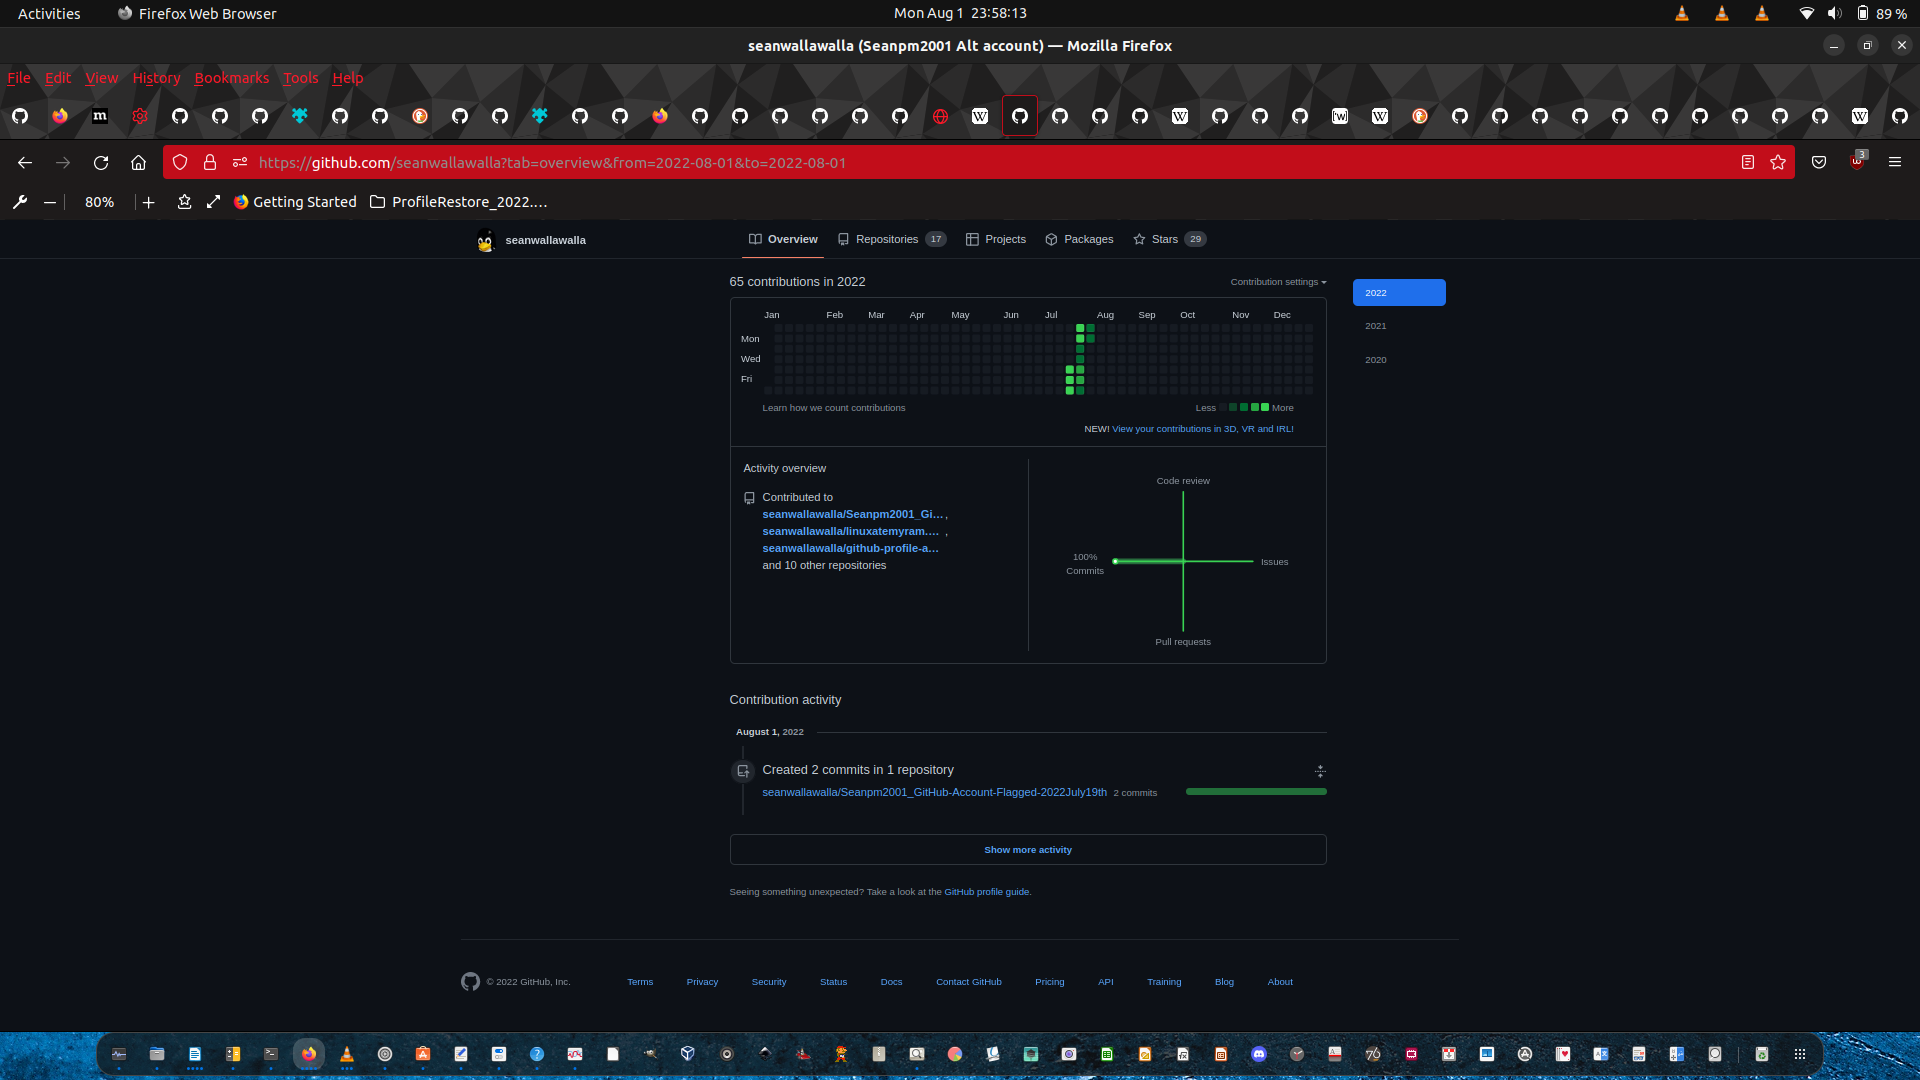 Activities Firefox Web Browser Mon Aug 1 23:58:13 89 %
seanwallawalla (Seanpm2001 Alt account) — Mozilla Firefox
File Edit View History Bookmarks Tools Help
https://github.com/seanwallawalla?tab=overview&from=2022-08-01&to=2022-08-01 3
80% Getting Started ProfileRestore_2022.…
seanwallawalla Overview Repositories 17 Projects Packages Stars 29
65 contributions in 2022 Contribution settings
2022
2021
2020
Jan Feb Mar Apr May Jun Jul Aug Sep Oct Nov Dec
Mon
Wed
Fri
Learn how we count contributions Less More
NEW! View your contributions in 3D, VR and IRL!
Activity overview
Contributed to
seanwallawalla/Seanpm2001_Gi…,
seanwallawalla/linuxatemyram.… ,
seanwallawalla/github-profile-a…
and 10 other repositories
Code review
100%
Commits
Issues
Pull requests
Contribution activity
August 1, 2022
Created 2 commits in 1 repository
seanwallawalla/Seanpm2001_GitHub-Account-Flagged-2022July19th 2 commits
Show more activity
Seeing something unexpected? Take a look at the GitHub profile guide.
© 2022 GitHub, Inc. Terms Privacy Security Status Docs Contact GitHub Pricing API Training Blog About